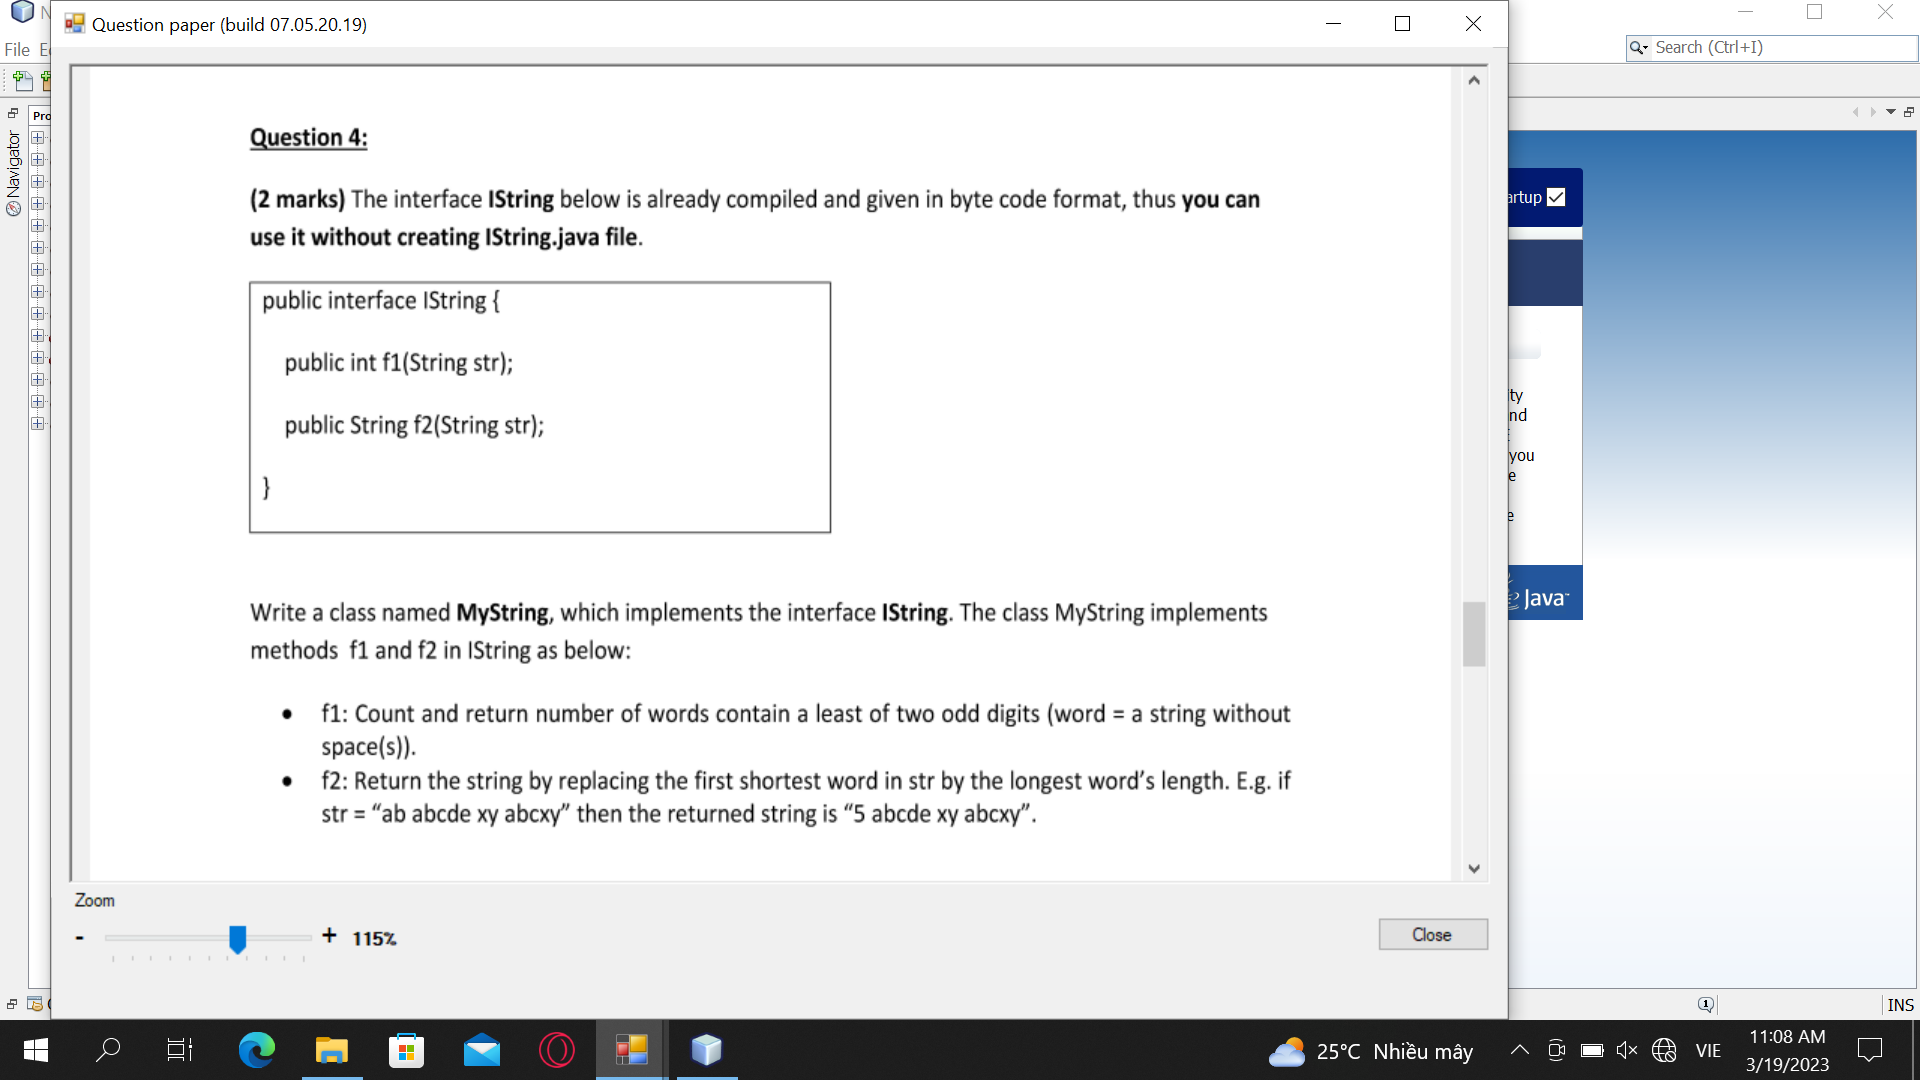 Question paper (build 07.05.20.19)
File
Search (Ctrl+I)
Pro
Navigator
artup
Question 4:
(2 marks) The interface IString below is already compiled and given in byte code format, thus you can
use it without creating IString.java file.
public interface IString {
public int f1(String str);
public String f2(String str);
}
Write a class named MyString, which implements the interface IString. The class MyString implements
methods f1 and f2 in IString as below:
• f1: Count and return number of words contain a least of two odd digits (word = a string without
space(s)).
• f2: Return the string by replacing the first shortest word in str by the longest word's length. E.g. if
str = “ab abcde xy abcxy” then the returned string is “5 abcde xy abcxy”.
ty
nd
you
e
e
Java™
Zoom
- + 115%
Close
INS
25°C Nhiều mây
VIE
11:08 AM
3/19/2023